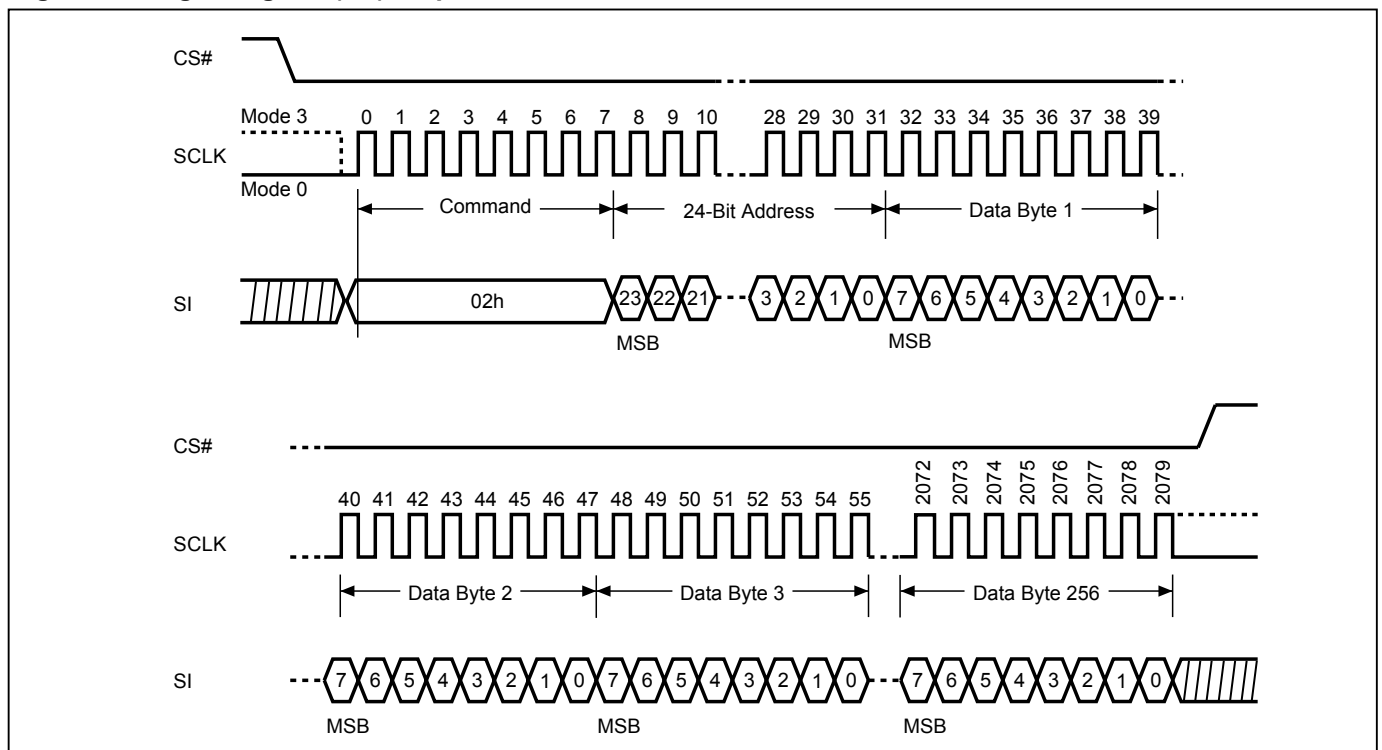 CS#
Mode 3 0 1 2 3 4 5 6 7 8 9 10 28 29 30 31 32 33 34 35 36 37 38 39
SCLK
Mode 0
Command 24-Bit Address Data Byte 1
SI 02h 23 22 21 3 2 1 0 7 6 5 4 3 2 1 0
MSB MSB
CS#
40 41 42 43 44 45 46 47 48 49 50 51 52 53 54 55 2072 2073 2074 2075 2076 2077 2078 2079
SCLK
Data Byte 2 Data Byte 3 Data Byte 256
SI 7 6 5 4 3 2 1 0 7 6 5 4 3 2 1 0 7 6 5 4 3 2 1 0
MSB MSB MSB